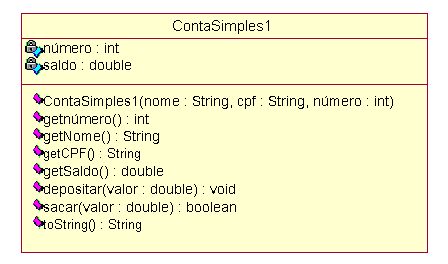 ContaSimples1
número : int
saldo : double
ContaSimples1(nome : String, cpf : String, número : int)
getnúmero() : int
getNome() : String
getCPF() : String
getSaldo() : double
depositar(valor : double) : void
sacar(valor : double) : boolean
toString() : String